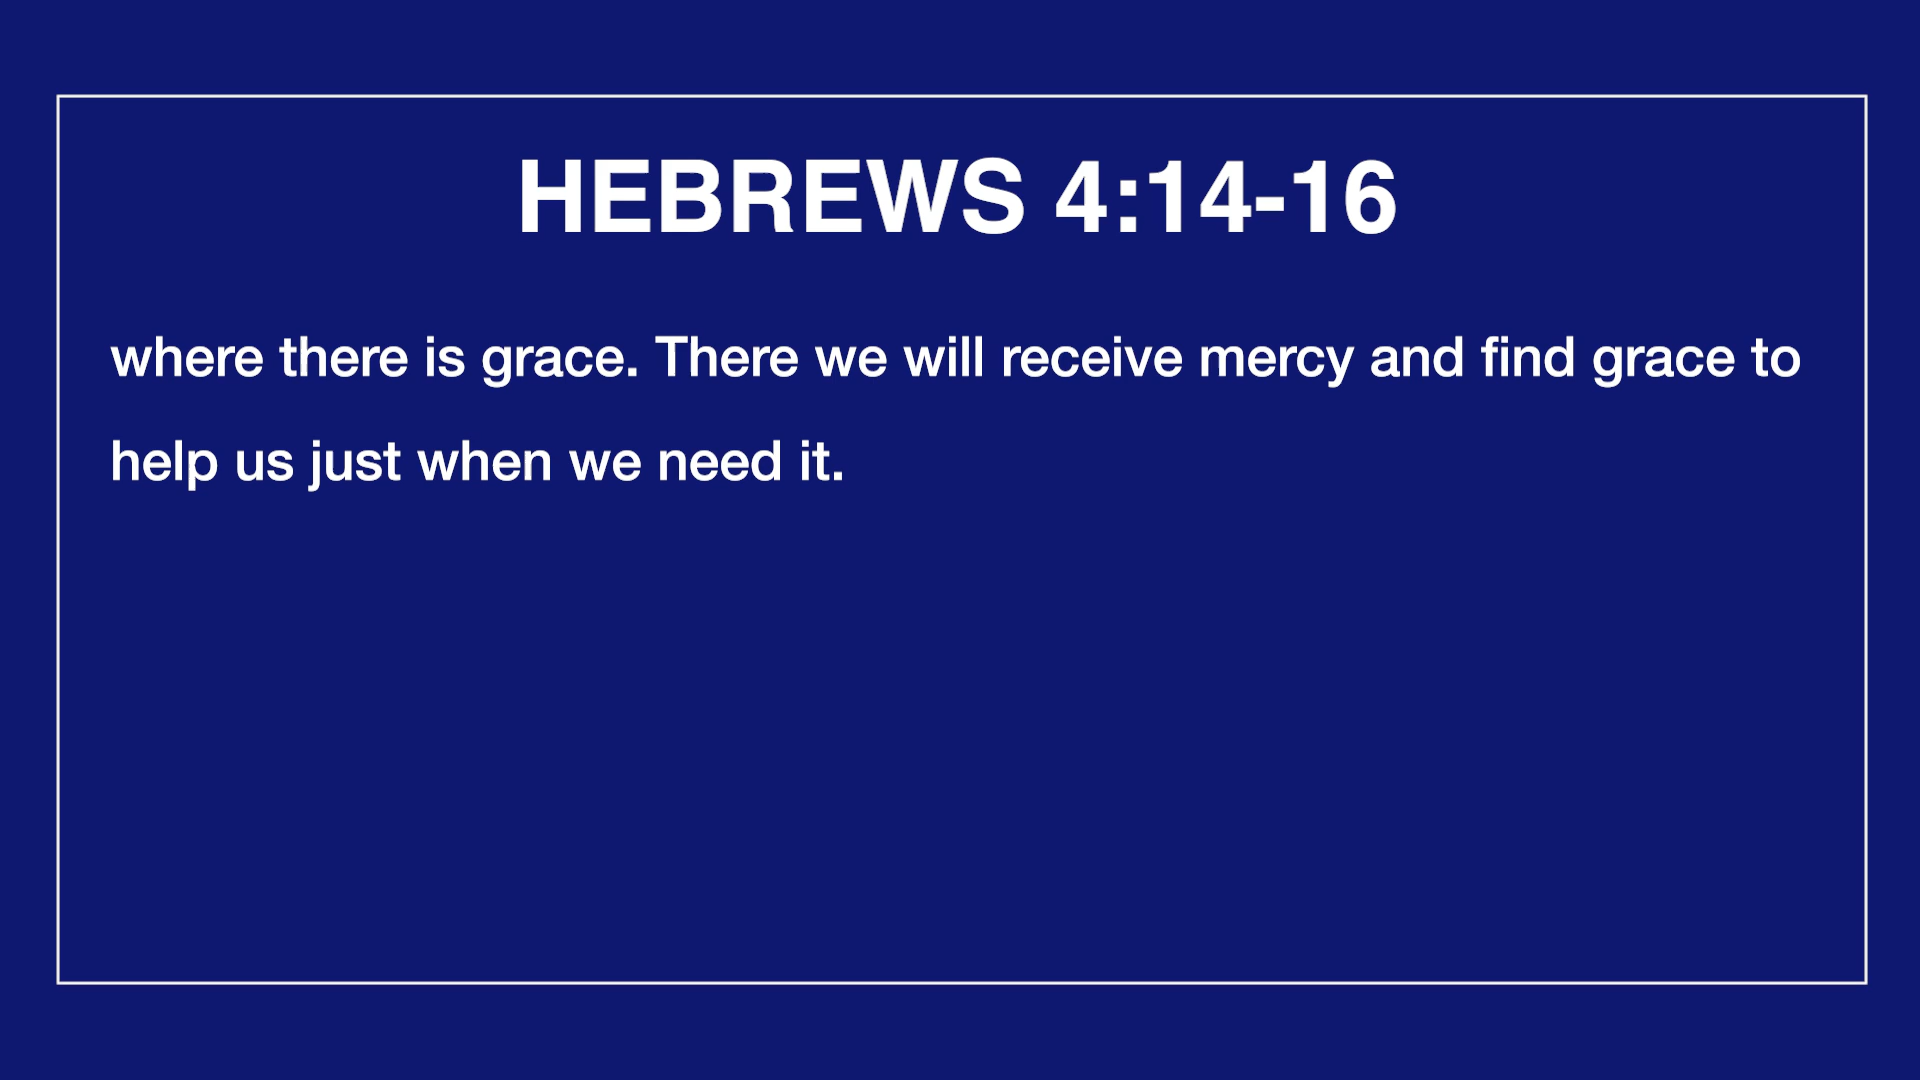 HEBREWS 4:14-16
where there is grace. There we will receive mercy and find grace to
help us just when we need it.